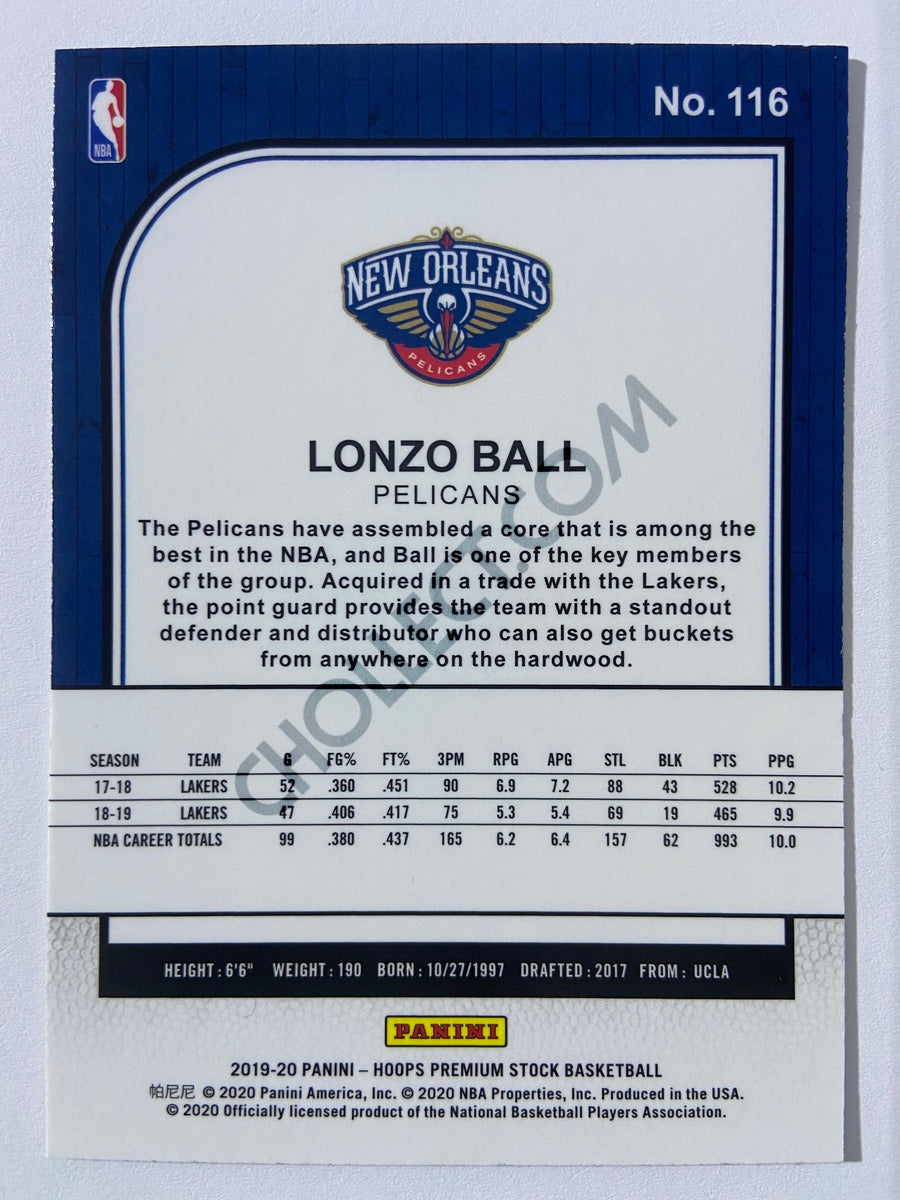 No. 116
NBA
NEW ORLEANS
PELICANS
LONZO BALL
PELICANS
The Pelicans have assembled a core that is among the
best in the NBA, and Ball is one of the key members
of the group. Acquired in a trade with the Lakers,
the point guard provides the team with a standout
defender and distributor who can also get buckets
from anywhere on the hardwood.
CHOLLECT.COM
SEASON TEAM G FG% FT% 3PM RPG APG STL BLK PTS PPG
17-18 LAKERS 52 .360 .451 90 6.9 7.2 88 43 528 10.2
18-19 LAKERS 47 .406 .417 75 5.3 5.4 69 19 465 9.9
NBA CAREER TOTALS 99 .380 .437 165 6.2 6.4 157 62 993 10.0
HEIGHT: 6'6" WEIGHT: 190 BORN: 10/27/1997 DRAFTED: 2017 FROM: UCLA
PANINI
2019-20 PANINI – HOOPS PREMIUM STOCK BASKETBALL
帕尼尼 © 2020 Panini America, Inc. © 2020 NBA Properties, Inc. Produced in the USA.
© 2020 Officially licensed product of the National Basketball Players Association.